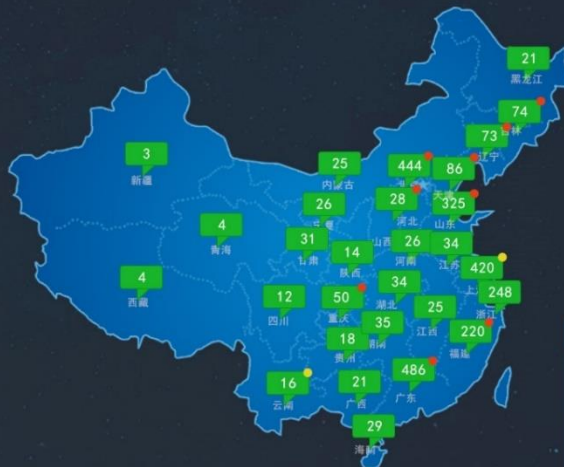 21
黑龙江
74
吉林
73
辽宁
3
新疆
25
内蒙古
444
86
天津
26
28
河北
325
山东
4
青海
31
甘肃
14
陕西
山西
26
河南
34
江苏
420
上海
4
西藏
12
四川
50
重庆
34
湖北
248
浙江
25
江西
35
湖南
18
贵州
220
福建
16
云南
21
广西
486
广东
29
海南